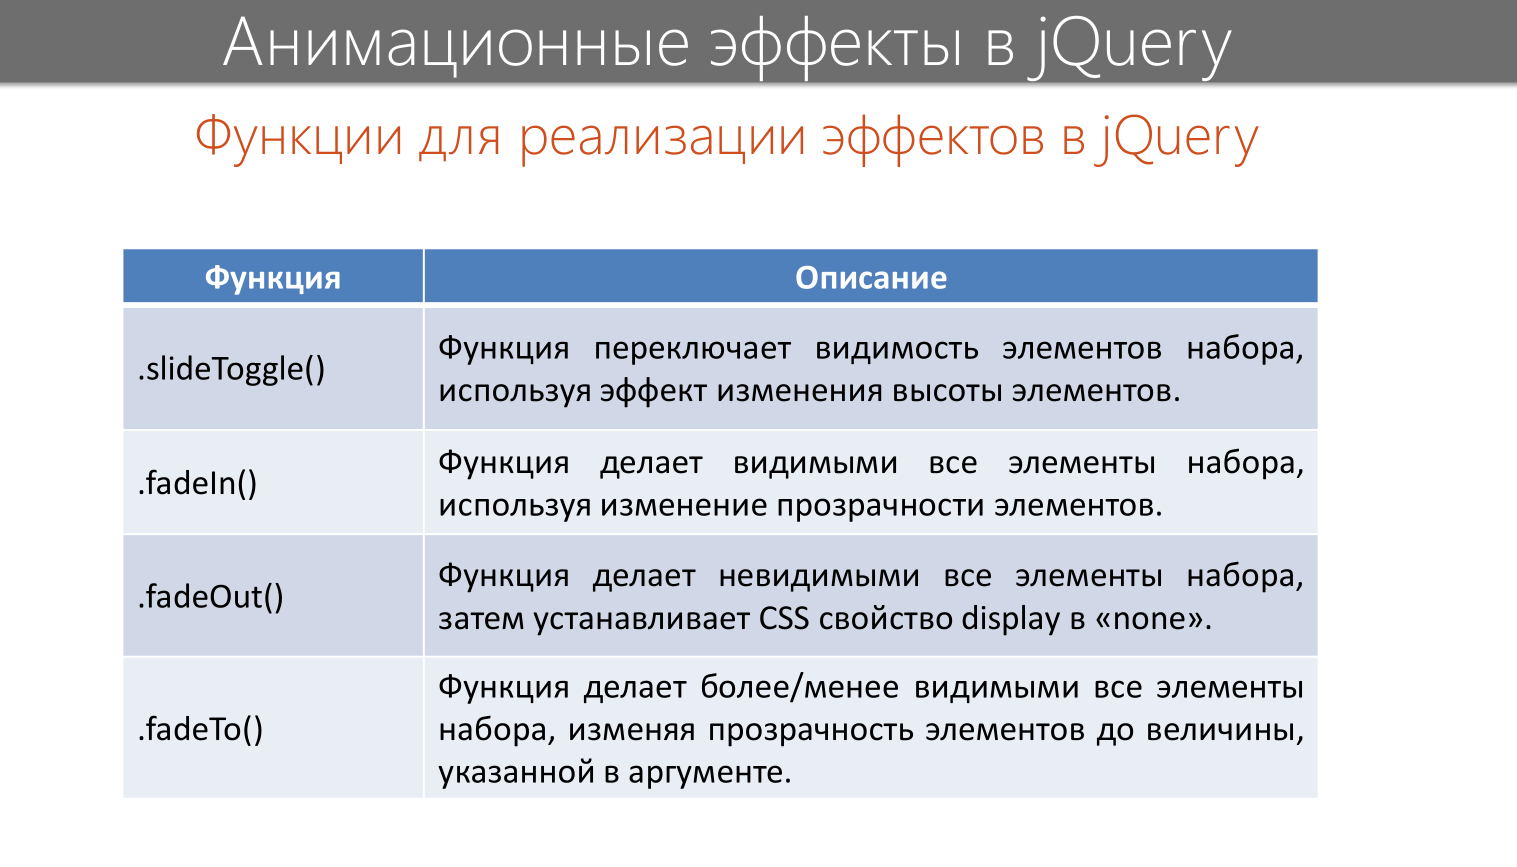 Анимационные эффекты в jQuery
Функции для реализации эффектов в jQuery
Функция
Описание
.slideToggle()
Функция переключает видимость элементов набора,
используя эффект изменения высоты элементов.
.fadeIn()
Функция делает видимыми все элементы набора,
используя изменение прозрачности элементов.
.fadeOut()
Функция делает невидимыми все элементы набора,
затем устанавливает CSS свойство display в «none».
.fadeTo()
Функция делает более/менее видимыми все элементы
набора, изменяя прозрачность элементов до величины,
указанной в аргументе.